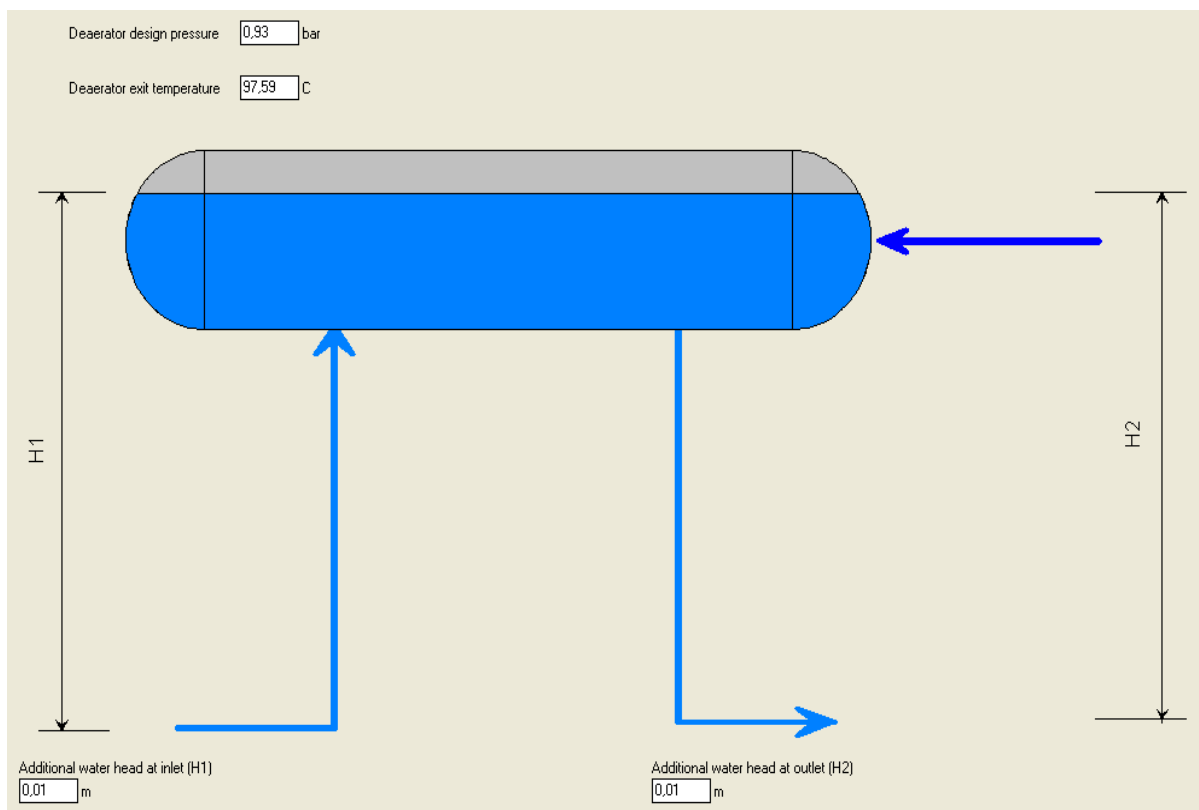 Deaerator design pressure 0,93 bar
Deaerator exit temperature 97,59 C
H1
H2
Additional water head at inlet (H1)
0,01 m
Additional water head at outlet (H2)
0,01 m